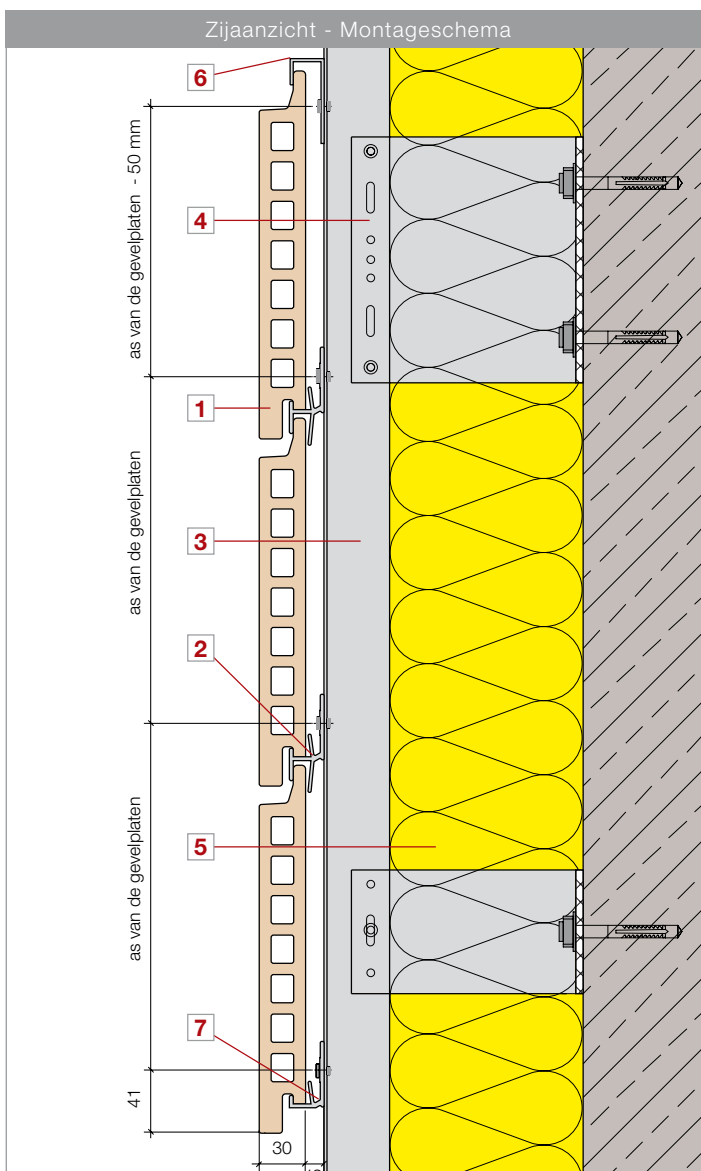 Zijaanzicht - Montageschema
6
as van de gevelplaten - 50 mm
4
1
as van de gevelplaten
3
2
as van de gevelplaten
5
7
41
30